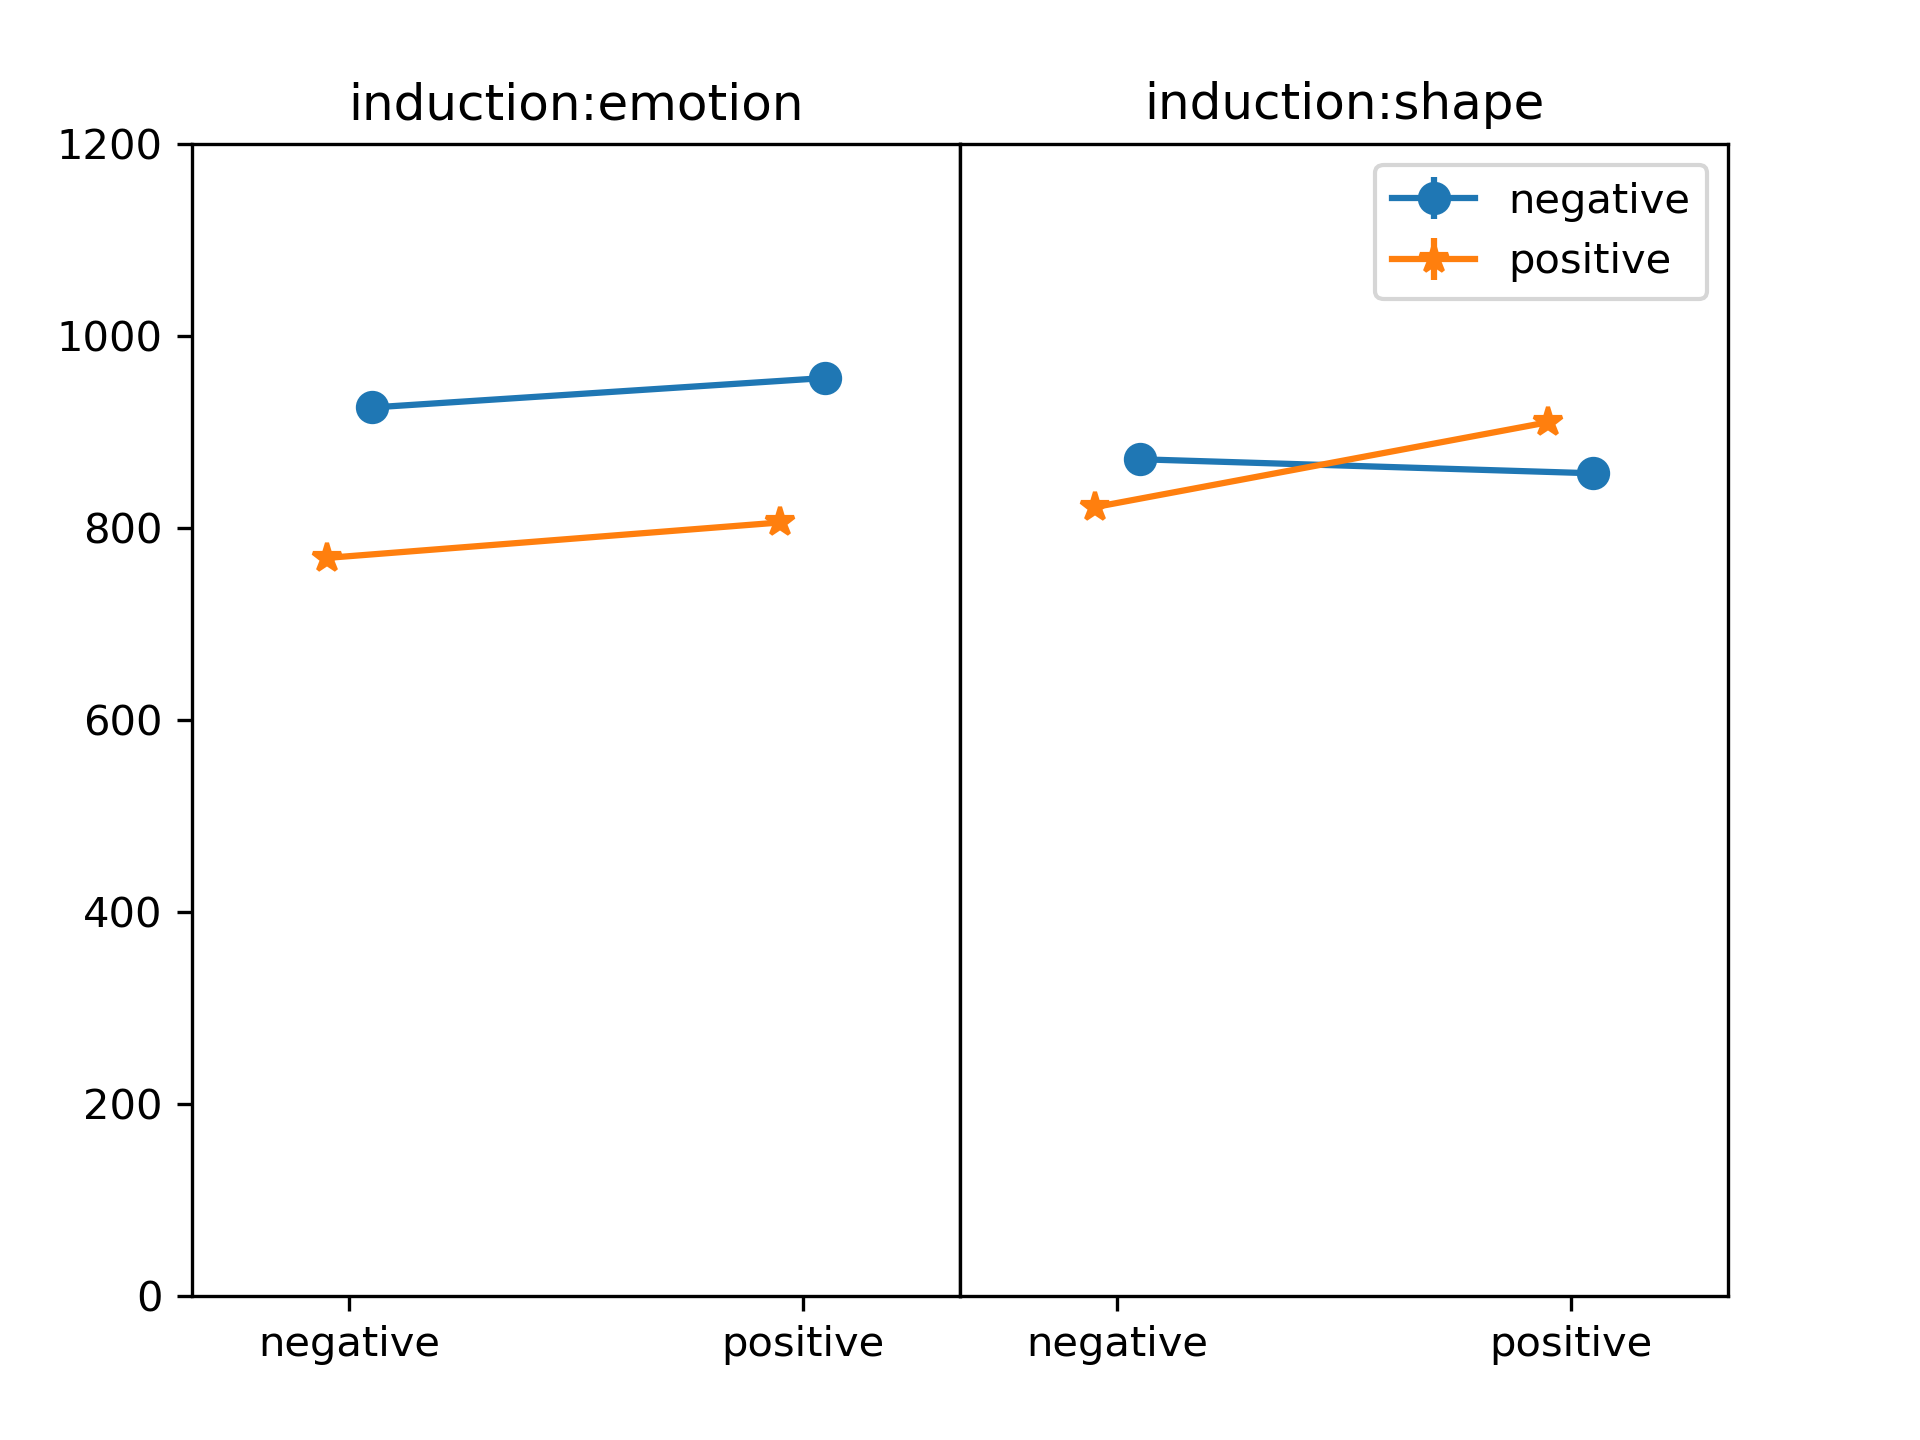 induction:emotion
induction:shape
1200
1000
800
600
400
200
0
negative
positive
negative
positive
negative
positive